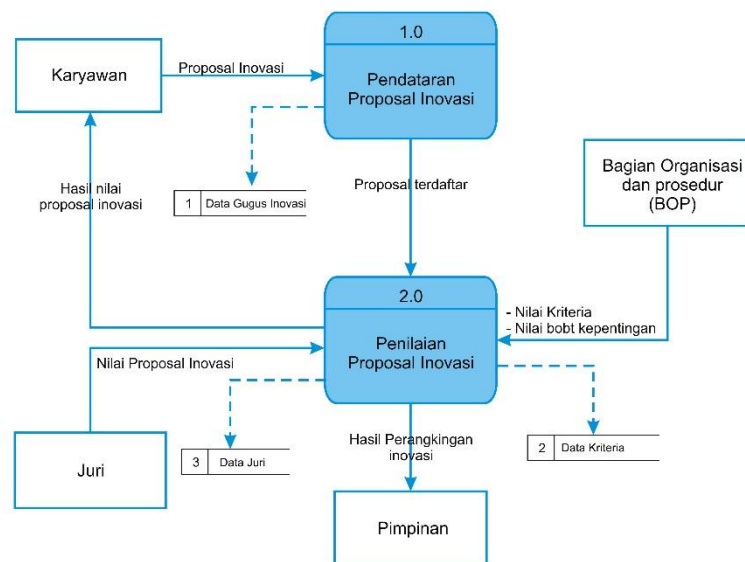 1.0
Karyawan
Proposal Inovasi
Pendataran
Proposal Inovasi
Hasil nilai
proposal inovasi
1 Data Gugus Inovasi
Proposal terdaftar
Bagian Organisasi
dan prosedur
(BOP)
2.0
- Nilai Kriteria
- Nilai bobt kepentingan
Penilaian
Proposal Inovasi
Nilai Proposal Inovasi
Juri
3 Data Juri
Hasil Perangkingan
inovasi
2 Data Kriteria
Pimpinan